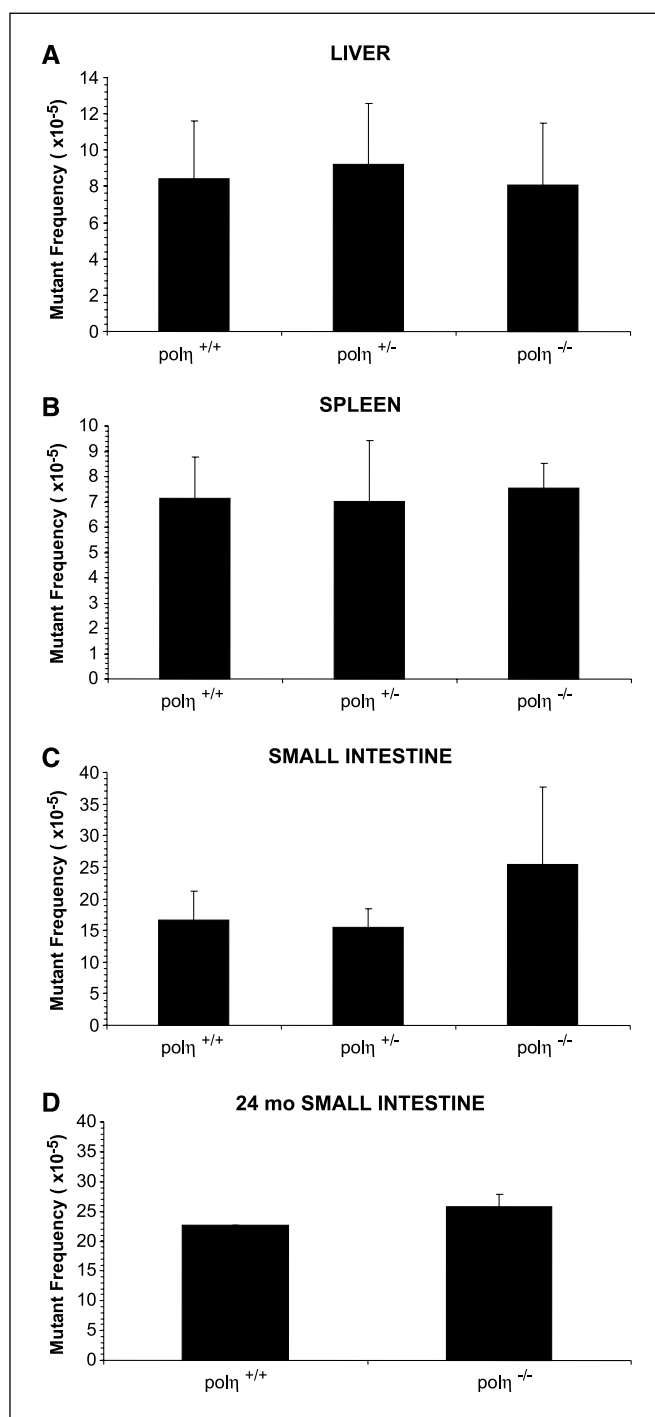 A
LIVER
Mutant Frequency ( x10-5)
14
12
10
8
6
4
2
0
polη +/+
polη +/-
polη -/-
B
SPLEEN
Mutant Frequency ( x10-5)
10
9
8
7
6
5
4
3
2
1
0
polη +/+
polη +/-
polη -/-
C
SMALL INTESTINE
Mutant Frequency ( x10-5)
40
35
30
25
20
15
10
5
0
polη +/+
polη +/-
polη -/-
D
24 mo SMALL INTESTINE
Mutant Frequency ( x10-5)
40
35
30
25
20
15
10
5
0
polη +/+
polη -/-